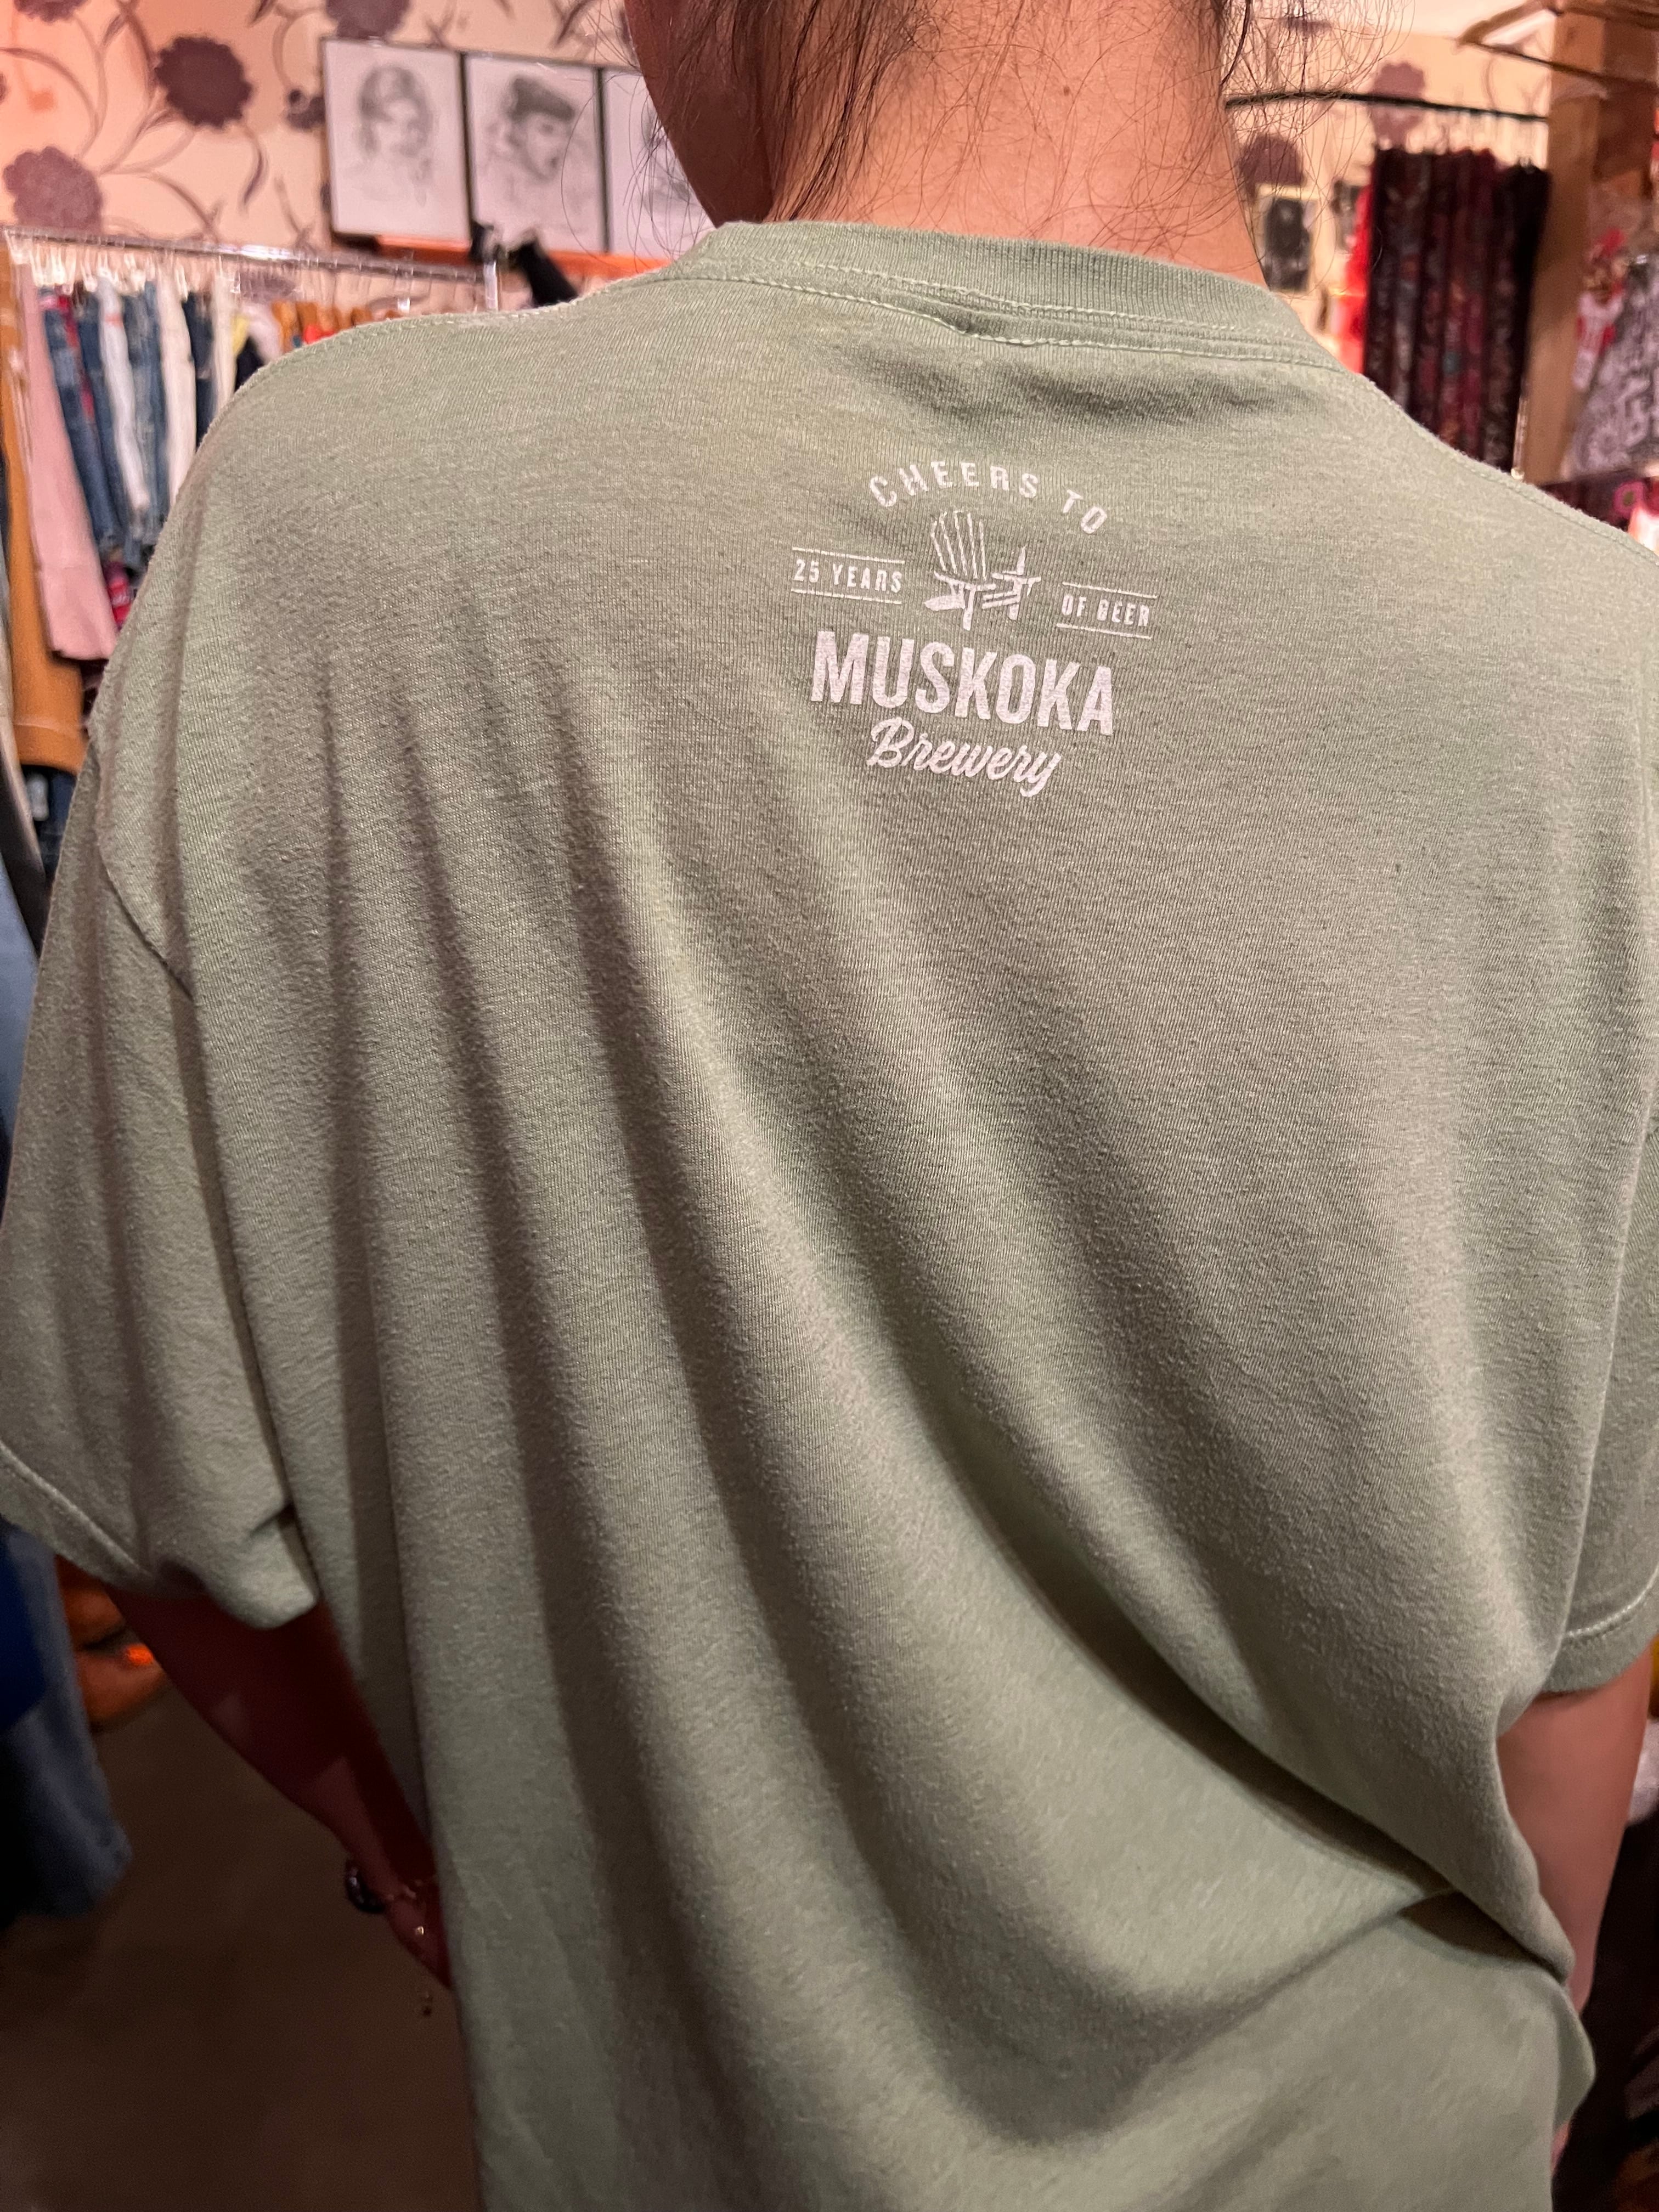 CHEERS TO
25 YEARS OF BEER
MUSKOKA
Brewery